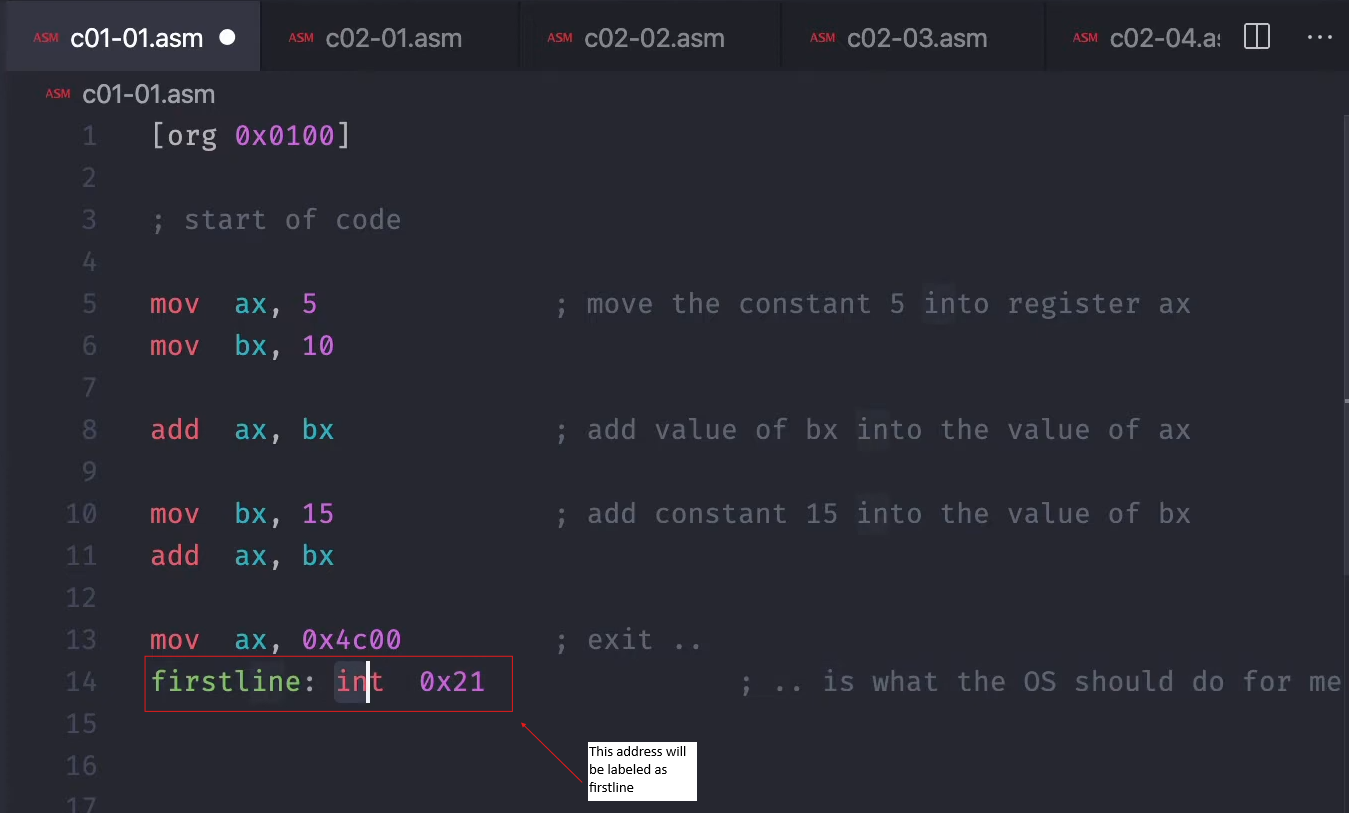 ASM c01-01.asm ASM c02-01.asm ASM c02-02.asm ASM c02-03.asm ASM c02-04.as
ASM c01-01.asm
1 [org 0x0100]
2
3 ; start of code
4
5 mov ax, 5 ; move the constant 5 into register ax
6 mov bx, 10
7
8 add ax, bx ; add value of bx into the value of ax
9
10 mov bx, 15 ; add constant 15 into the value of bx
11 add ax, bx
12
13 mov ax, 0x4c00 ; exit ..
14 firstline: int 0x21 ; .. is what the OS should do for me
15
16
17
This address will
be labeled as
firstline